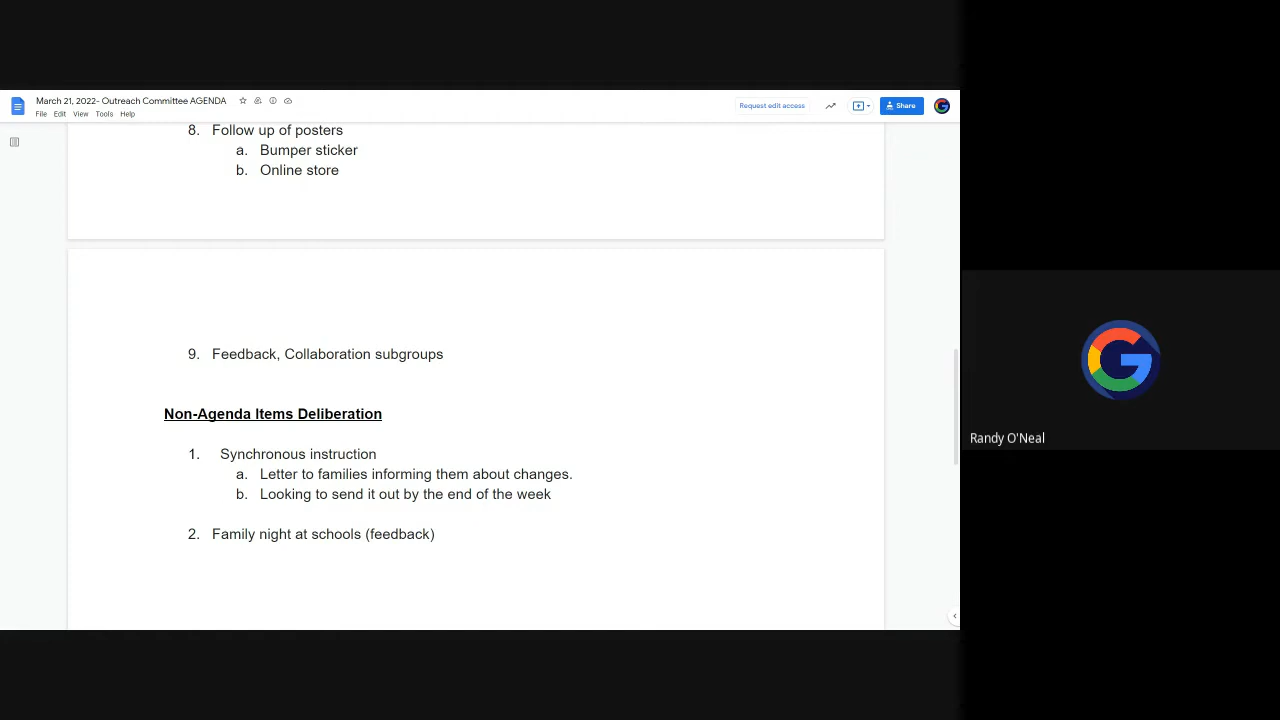 March 21, 2022- Outreach Committee AGENDA
File Edit View Tools Help
Request edit access
Share
8. Follow up of posters
a. Bumper sticker
b. Online store
9. Feedback, Collaboration subgroups
Non-Agenda Items Deliberation
1. Synchronous instruction
a. Letter to families informing them about changes.
b. Looking to send it out by the end of the week
2. Family night at schools (feedback)
Randy O'Neal